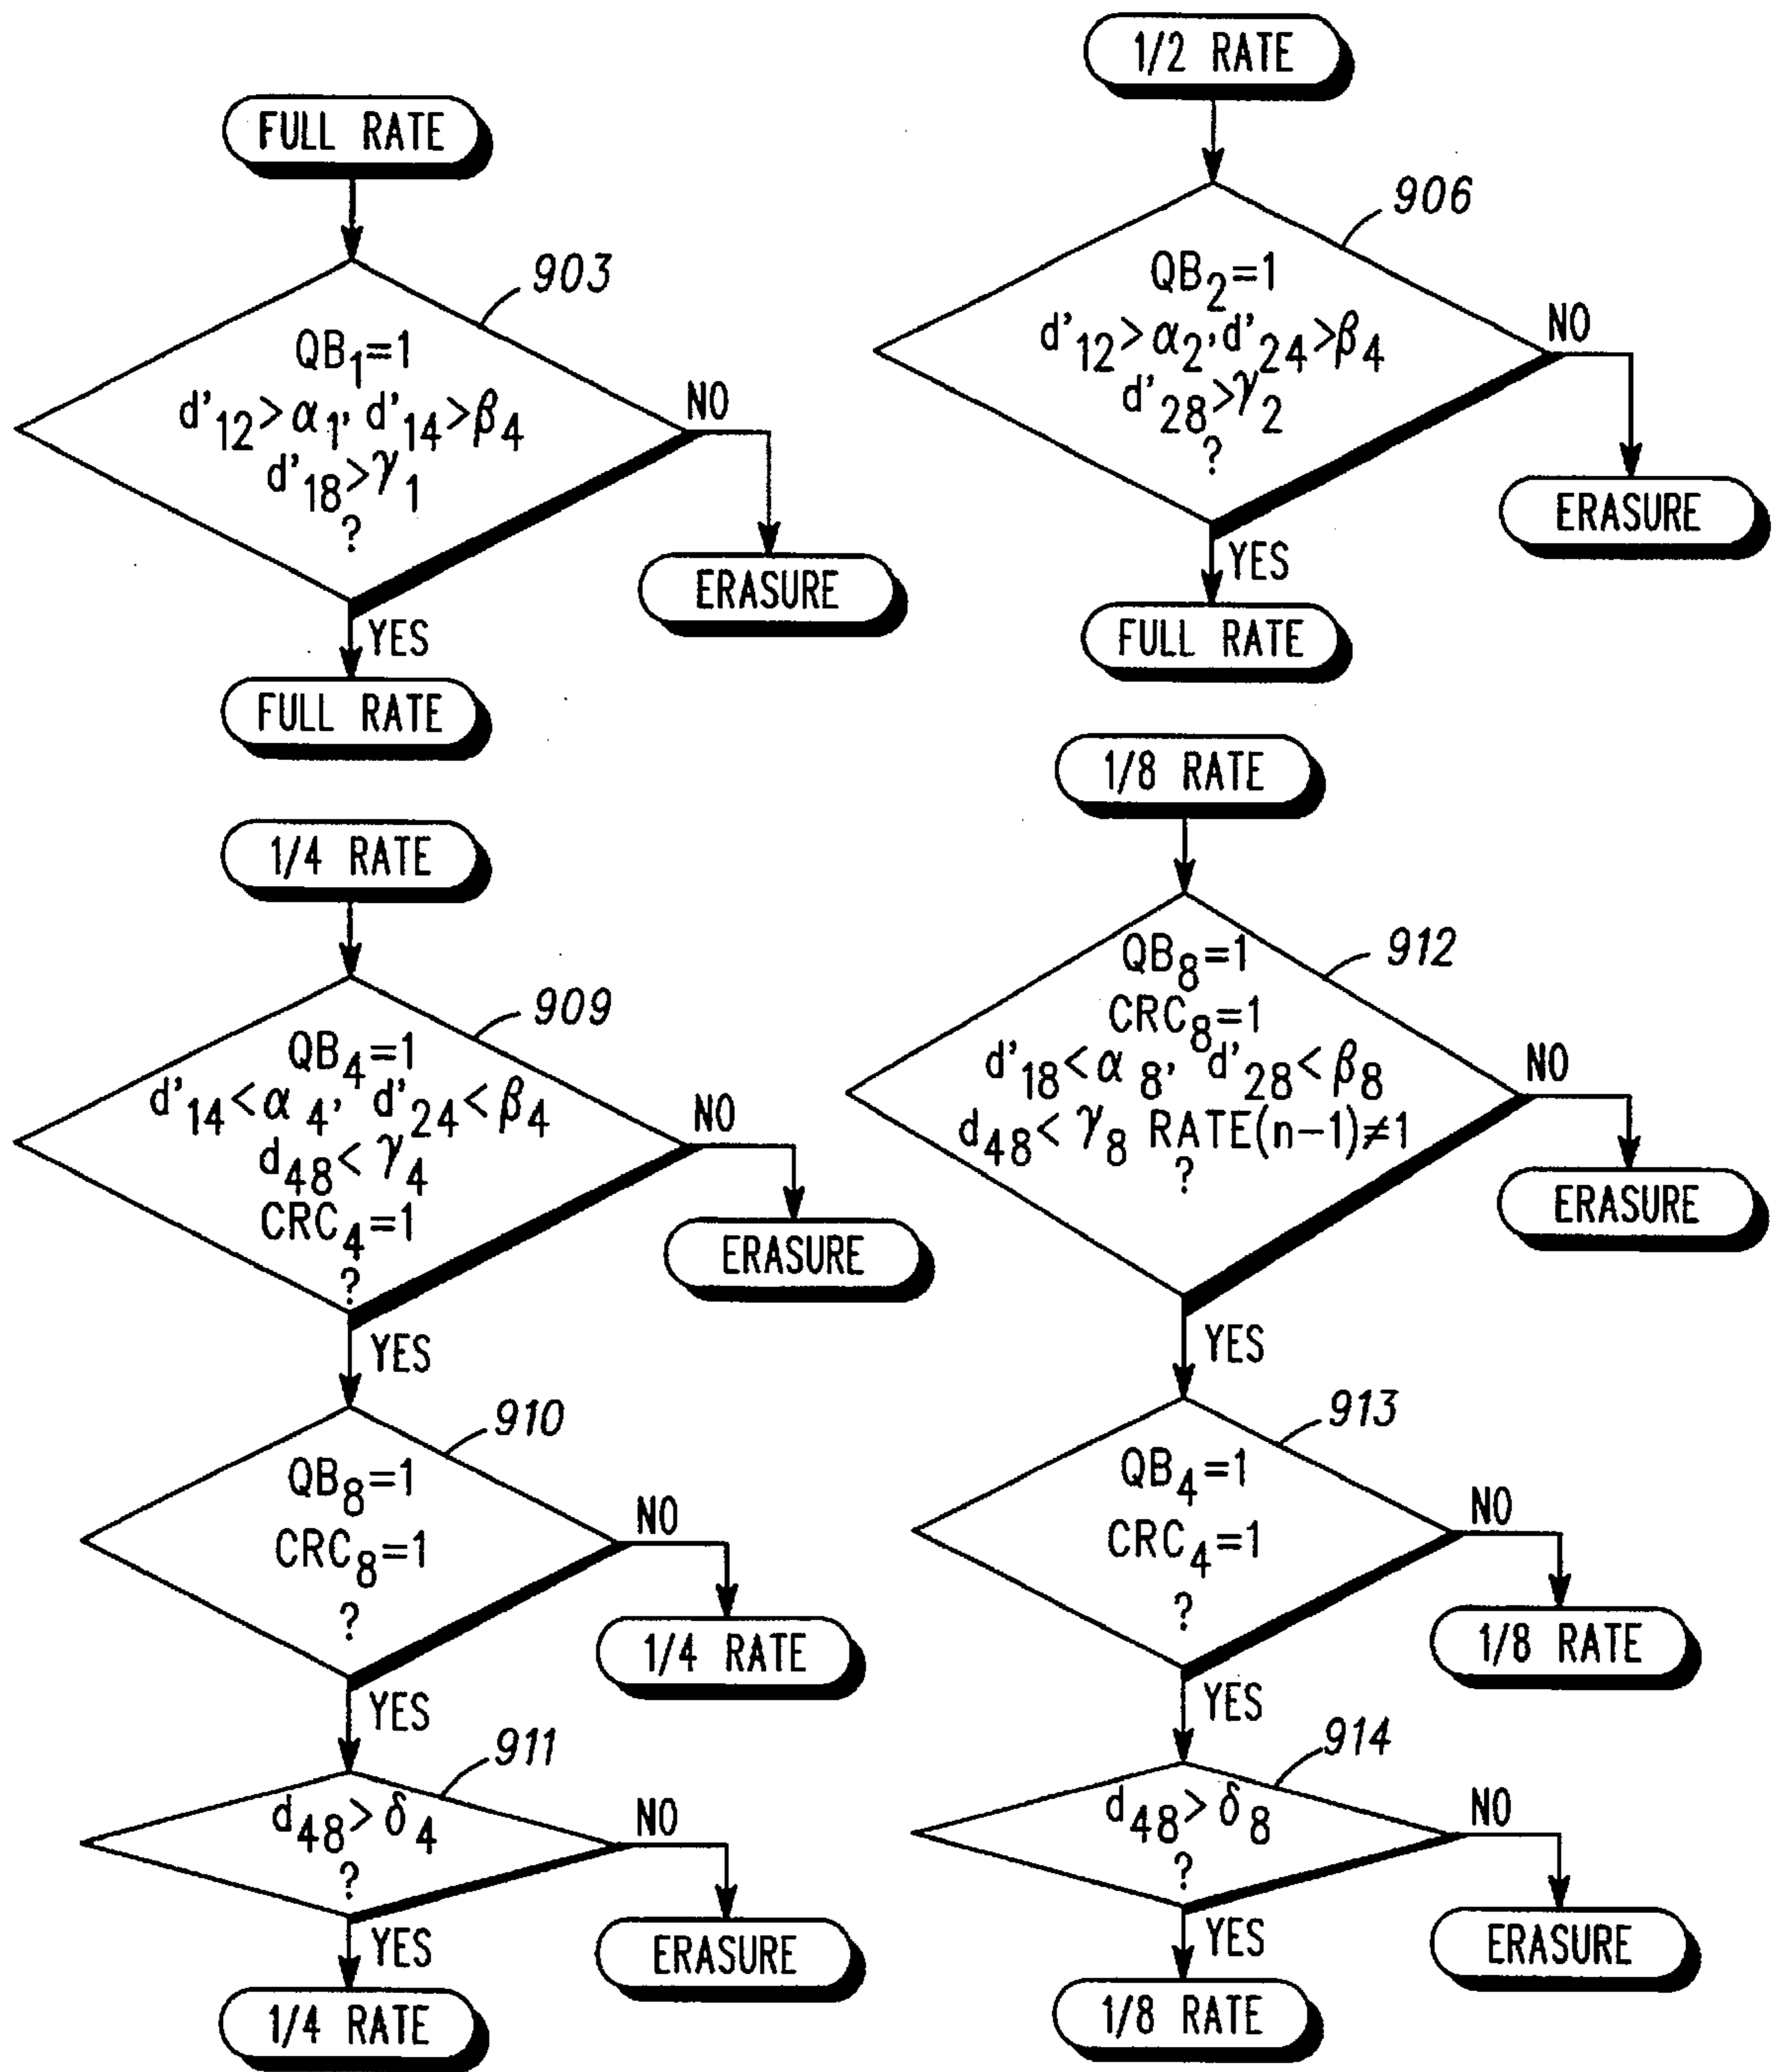 FULL RATE
903
QB₁=1
d'₁₂>α₁, d'₁₄>β₄
d'₁₈>γ₁
?
NO
ERASURE
YES
FULL RATE
1/2 RATE
906
QB₂=1
d'₁₂>α₂, d'₂₄>β₄
d'₂₈>γ₂
?
NO
ERASURE
YES
FULL RATE
1/4 RATE
909
QB₄=1
d'₁₄<α₄, d'₂₄<β₄
d₄₈<γ₄
CRC₄=1
?
NO
ERASURE
YES
910
QB₈=1
CRC₈=1
?
NO
1/4 RATE
YES
911
d₄₈>δ₄
?
NO
ERASURE
YES
1/4 RATE
1/8 RATE
912
QB₈=1
CRC₈=1
d'₁₈<α₈, d'₂₈<β₈
d₄₈<γ₈ RATE(n-1)≠1
?
NO
ERASURE
YES
913
QB₄=1
CRC₄=1
?
NO
1/8 RATE
YES
914
d₄₈>δ₈
?
NO
ERASURE
YES
1/8 RATE